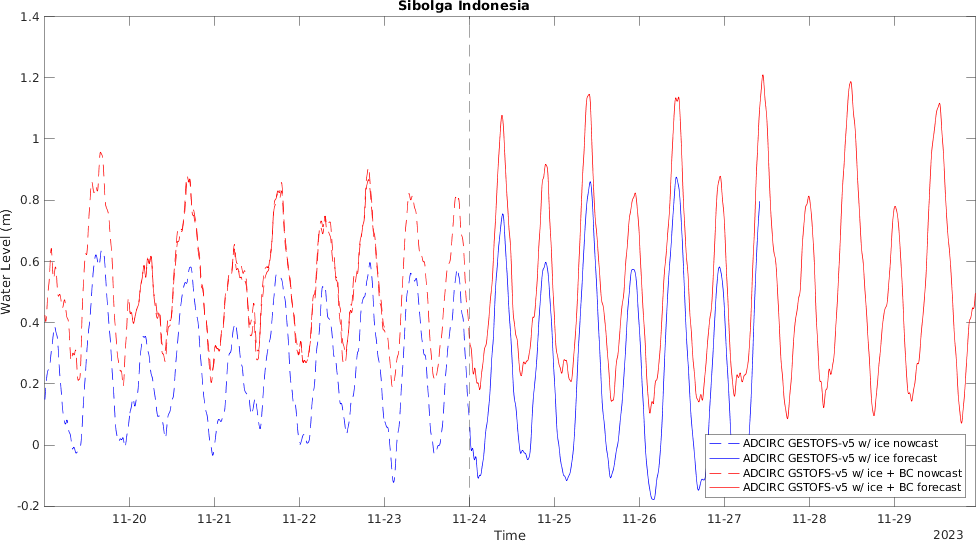 Sibolga Indonesia
1.4
1.2
1
0.8
0.6
0.4
0.2
0
-0.2
Water Level (m)
11-20 11-21 11-22 11-23 11-24 11-25 11-26 11-27 11-28 11-29
Time
2023
ADCIRC GESTOFS-v5 w/ ice nowcast
ADCIRC GESTOFS-v5 w/ ice forecast
ADCIRC GSTOFS-v5 w/ ice + BC nowcast
ADCIRC GSTOFS-v5 w/ ice + BC forecast